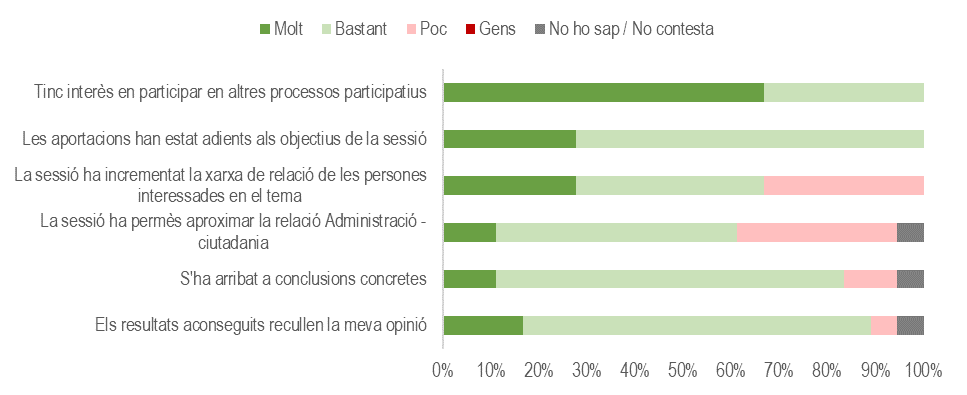 Molt Bastant Poc Gens No ho sap / No contesta
Tinc interès en participar en altres processos participatius
Les aportacions han estat adients als objectius de la sessió
La sessió ha incrementat la xarxa de relació de les persones
interessades en el tema
La sessió ha permès aproximar la relació Administració -
ciutadania
S'ha arribat a conclusions concretes
Els resultats aconseguits recullen la meva opinió
0% 10% 20% 30% 40% 50% 60% 70% 80% 90% 100%